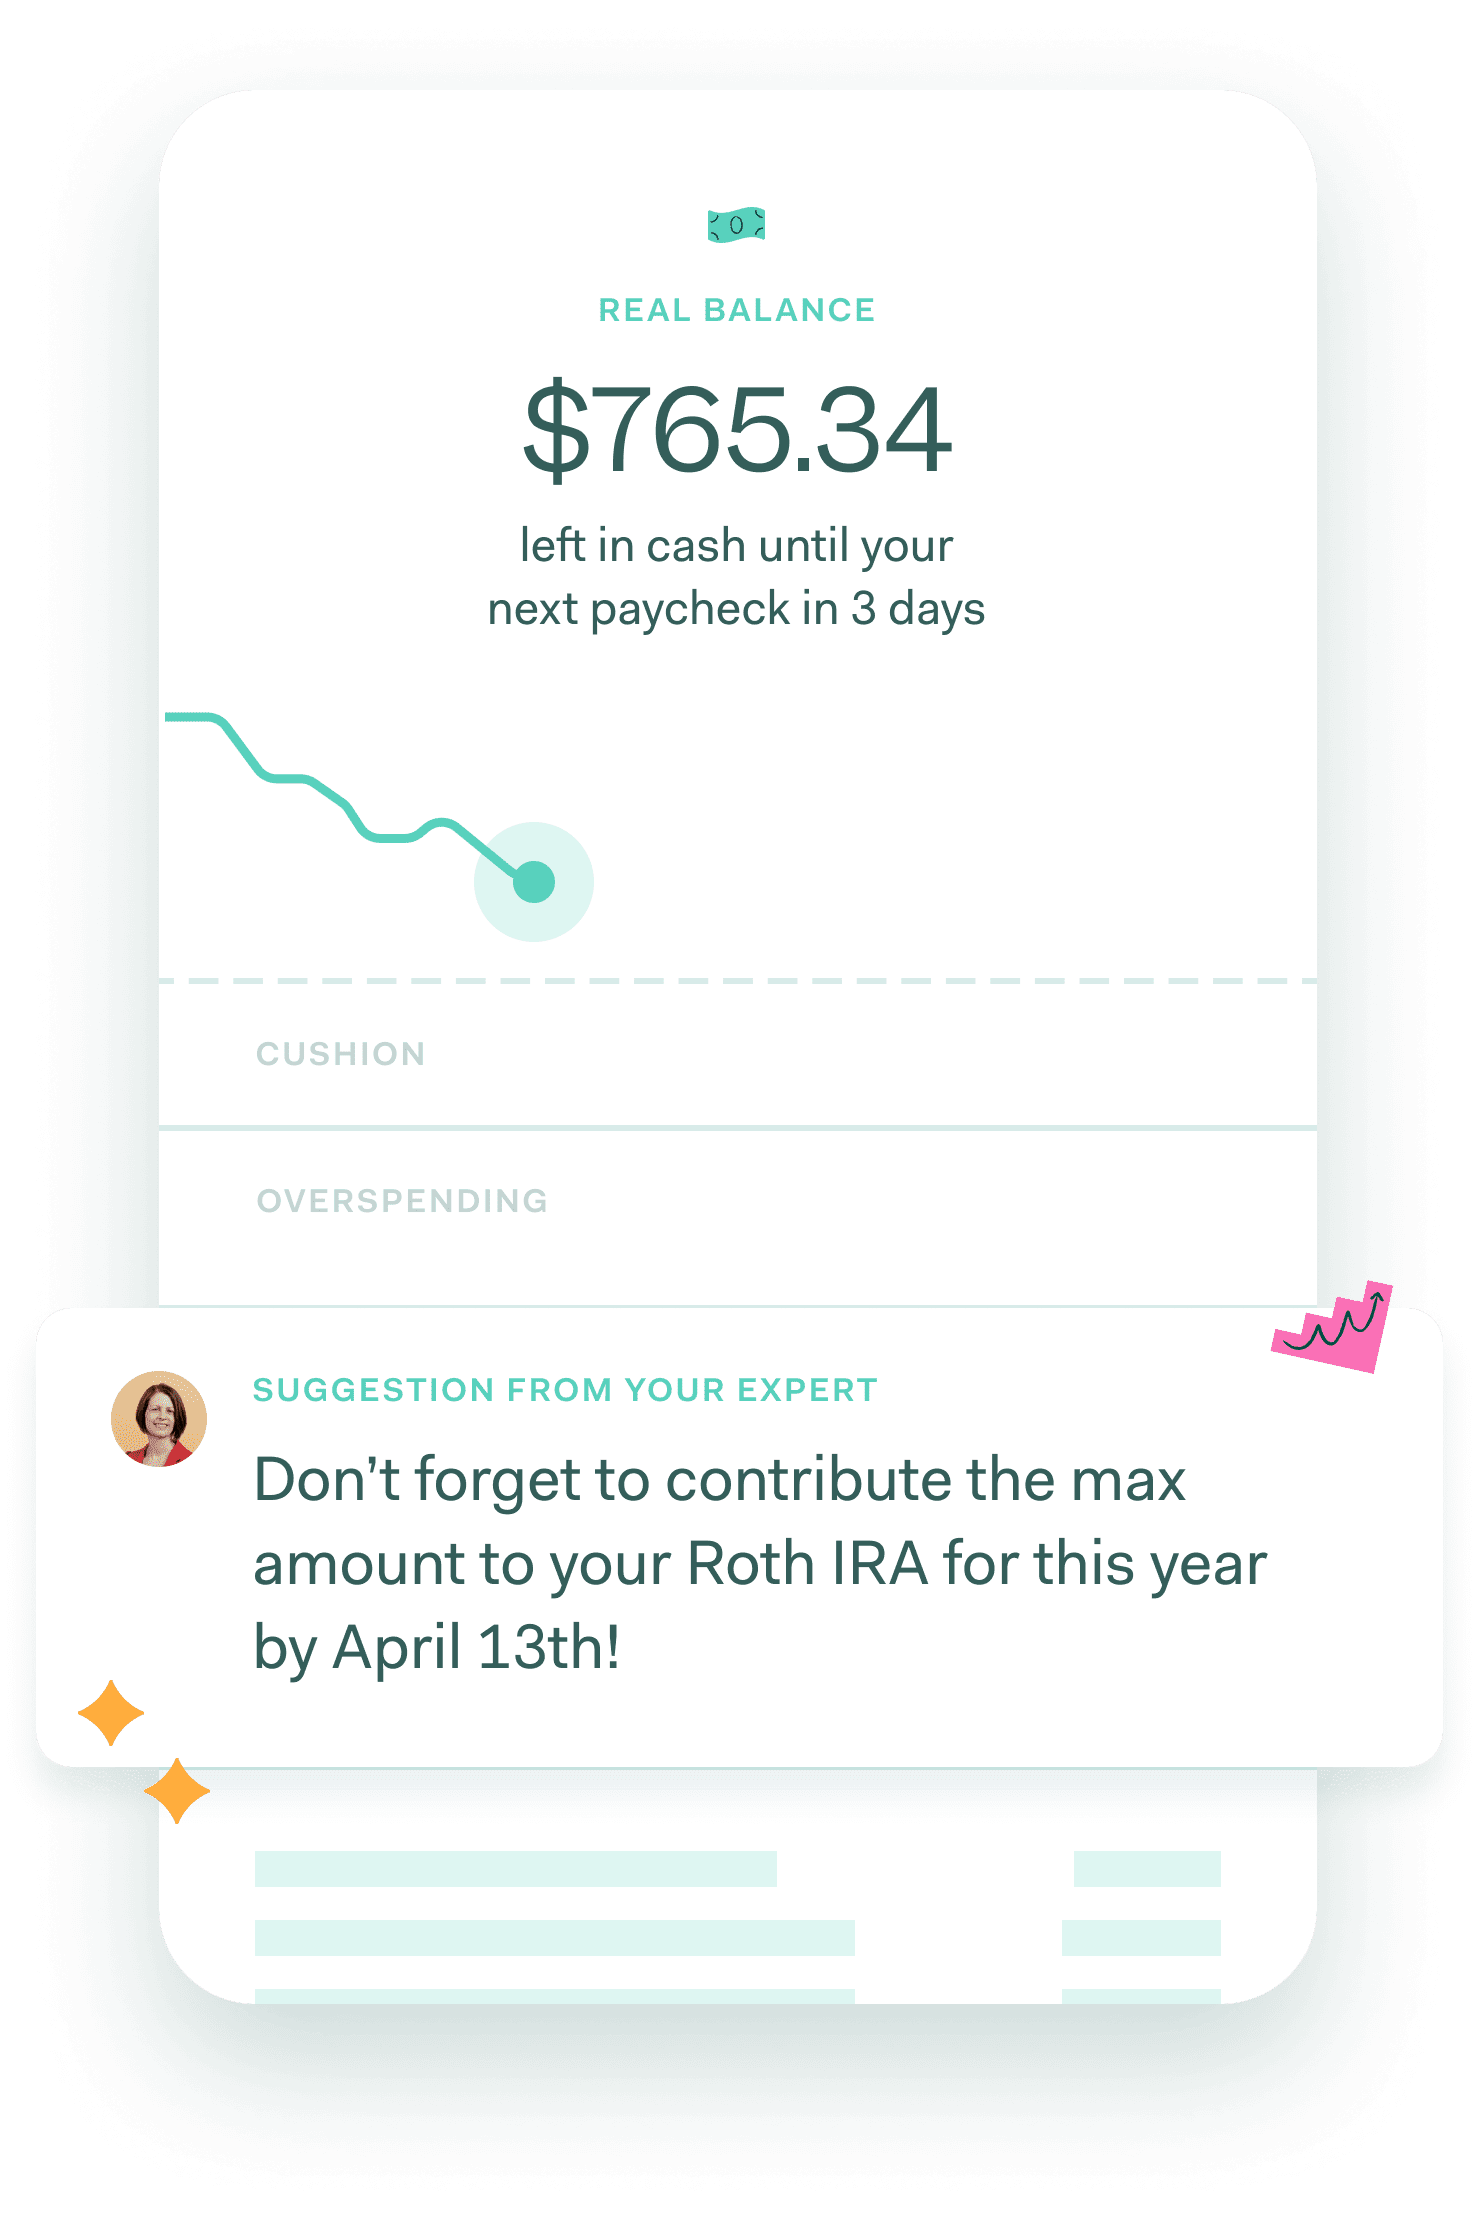 REAL BALANCE
$765.34
left in cash until your
next paycheck in 3 days
CUSHION
OVERSPENDING
SUGGESTION FROM YOUR EXPERT
Don’t forget to contribute the max
amount to your Roth IRA for this year
by April 13th!